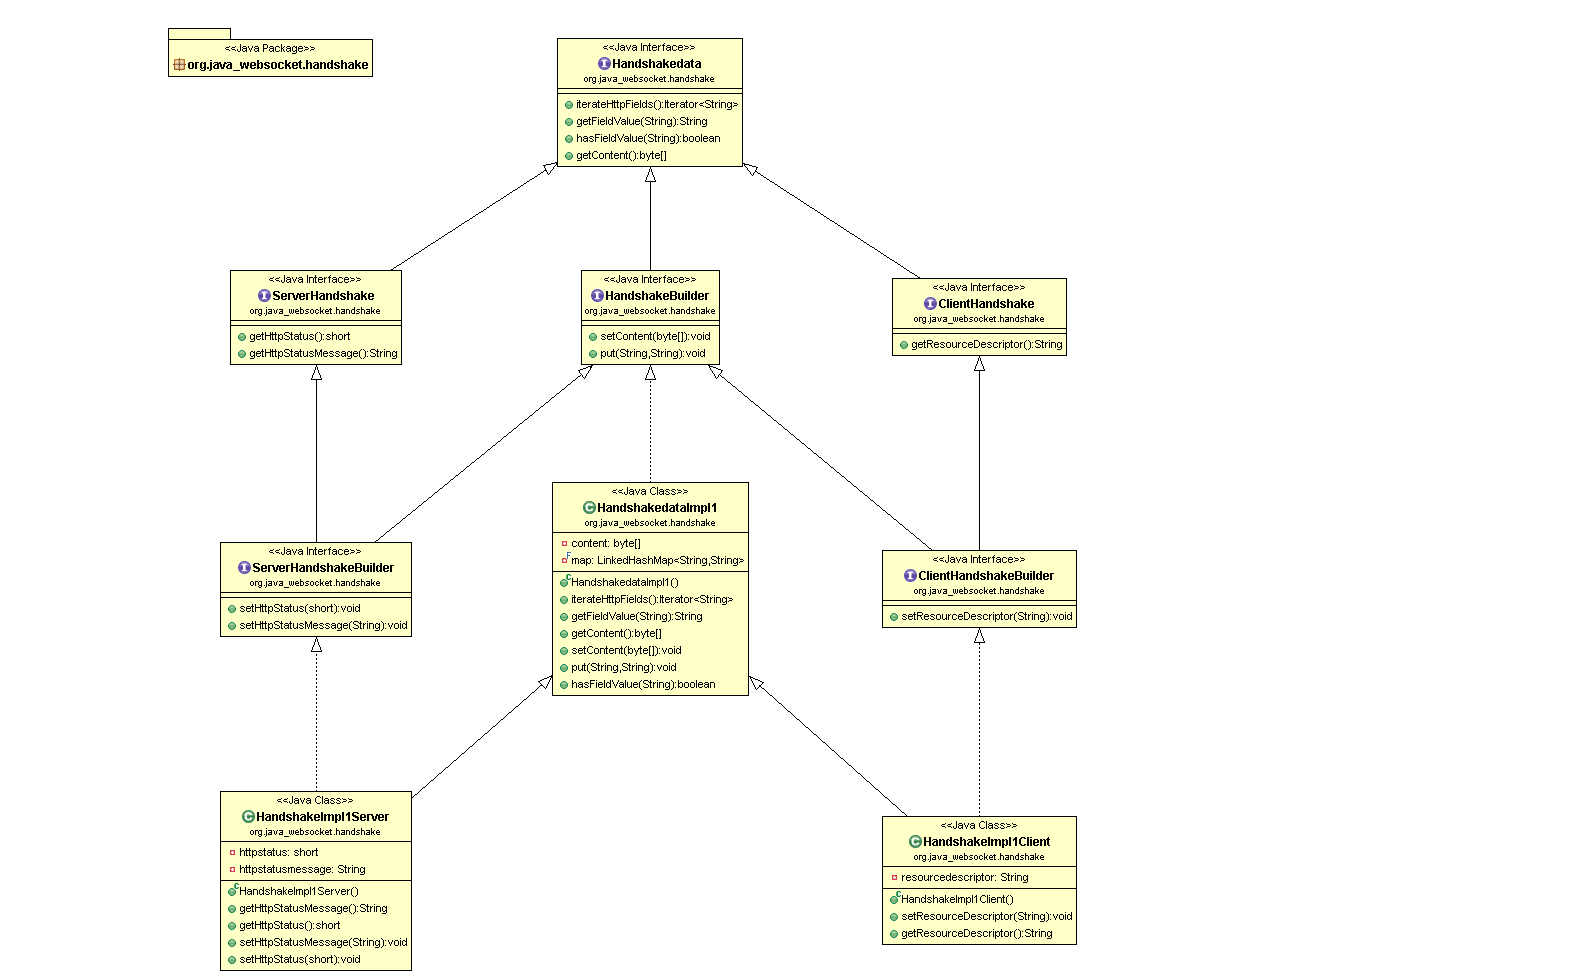 <<Java Package>>
org.java_websocket.handshake
<<Java Interface>>
Handshakedata
org.java_websocket.handshake
iterateHttpFields():Iterator<String>
getFieldValue(String):String
hasFieldValue(String):boolean
getContent():byte[]
<<Java Interface>>
ServerHandshake
org.java_websocket.handshake
getHttpStatus():short
getHttpStatusMessage():String
<<Java Interface>>
HandshakeBuilder
org.java_websocket.handshake
setContent(byte[]):void
put(String,String):void
<<Java Interface>>
ClientHandshake
org.java_websocket.handshake
getResourceDescriptor():String
<<Java Class>>
HandshakedataImpl1
org.java_websocket.handshake
content: byte[]
map: LinkedHashMap<String,String>
HandshakedataImpl1()
iterateHttpFields():Iterator<String>
getFieldValue(String):String
getContent():byte[]
setContent(byte[]):void
put(String,String):void
hasFieldValue(String):boolean
<<Java Interface>>
ServerHandshakeBuilder
org.java_websocket.handshake
setHttpStatus(short):void
setHttpStatusMessage(String):void
<<Java Interface>>
ClientHandshakeBuilder
org.java_websocket.handshake
setResourceDescriptor(String):void
<<Java Class>>
HandshakeImpl1Server
org.java_websocket.handshake
httpstatus: short
httpstatusmessage: String
HandshakeImpl1Server()
getHttpStatusMessage():String
getHttpStatus():short
setHttpStatusMessage(String):void
setHttpStatus(short):void
<<Java Class>>
HandshakeImpl1Client
org.java_websocket.handshake
resourcedescriptor: String
HandshakeImpl1Client()
setResourceDescriptor(String):void
getResourceDescriptor():String